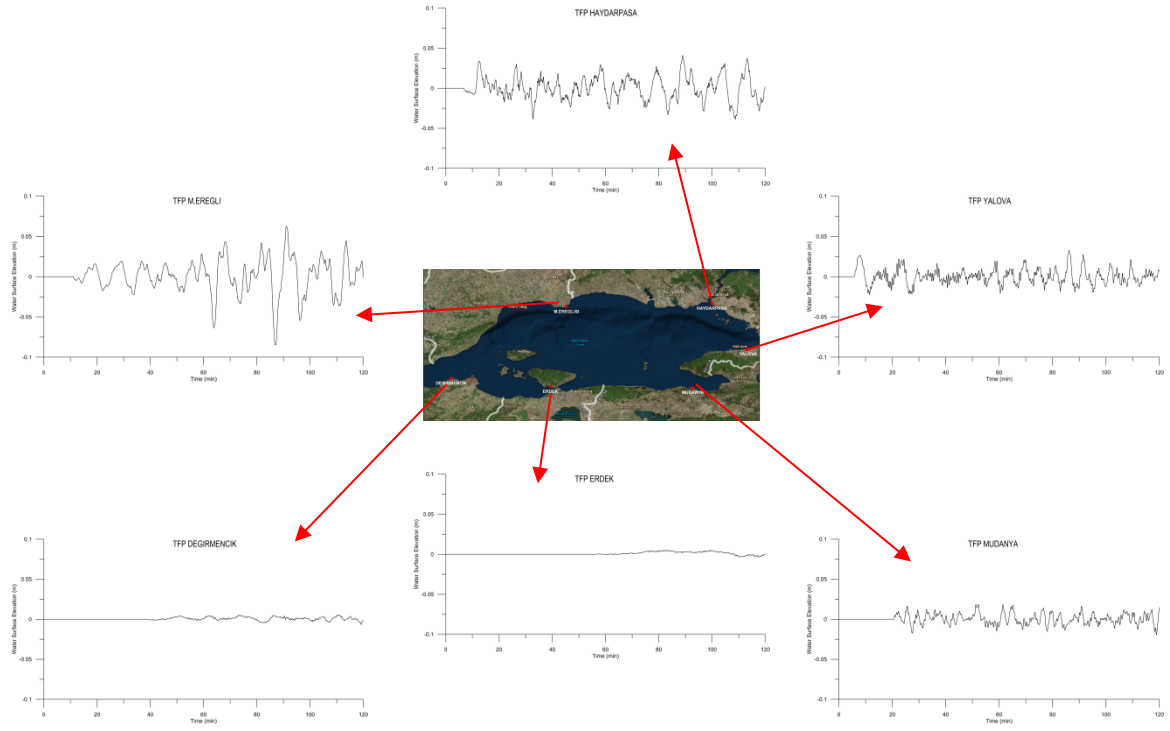 TFP HAYDARPASA
Water Surface Elevation (m)
0.1
0.05
0
-0.05
-0.1
0 20 40 60 80 100 120
Time (min)
TFP M.EREGLI
Water Surface Elevation (m)
0.1
0.05
0
-0.05
-0.1
0 20 40 60 80 100 120
Time (min)
TFP YALOVA
Water Surface Elevation (m)
0.1
0.05
0
-0.05
-0.1
0 20 40 60 80 100 120
Time (min)
M.EREGLISI
HAYDARPASA
YALOVA
DEGIRMENCIK
ERDEK
MUDANYA
TFP ERDEK
Water Surface Elevation (m)
0.1
0.05
0
-0.05
-0.1
0 20 40 60 80 100 120
Time (min)
TFP DEGIRMENCIK
Water Surface Elevation (m)
0.1
0.05
0
-0.05
-0.1
0 20 40 60 80 100 120
Time (min)
TFP MUDANYA
Water Surface Elevation (m)
0.1
0.05
0
-0.05
-0.1
0 20 40 60 80 100 120
Time (min)